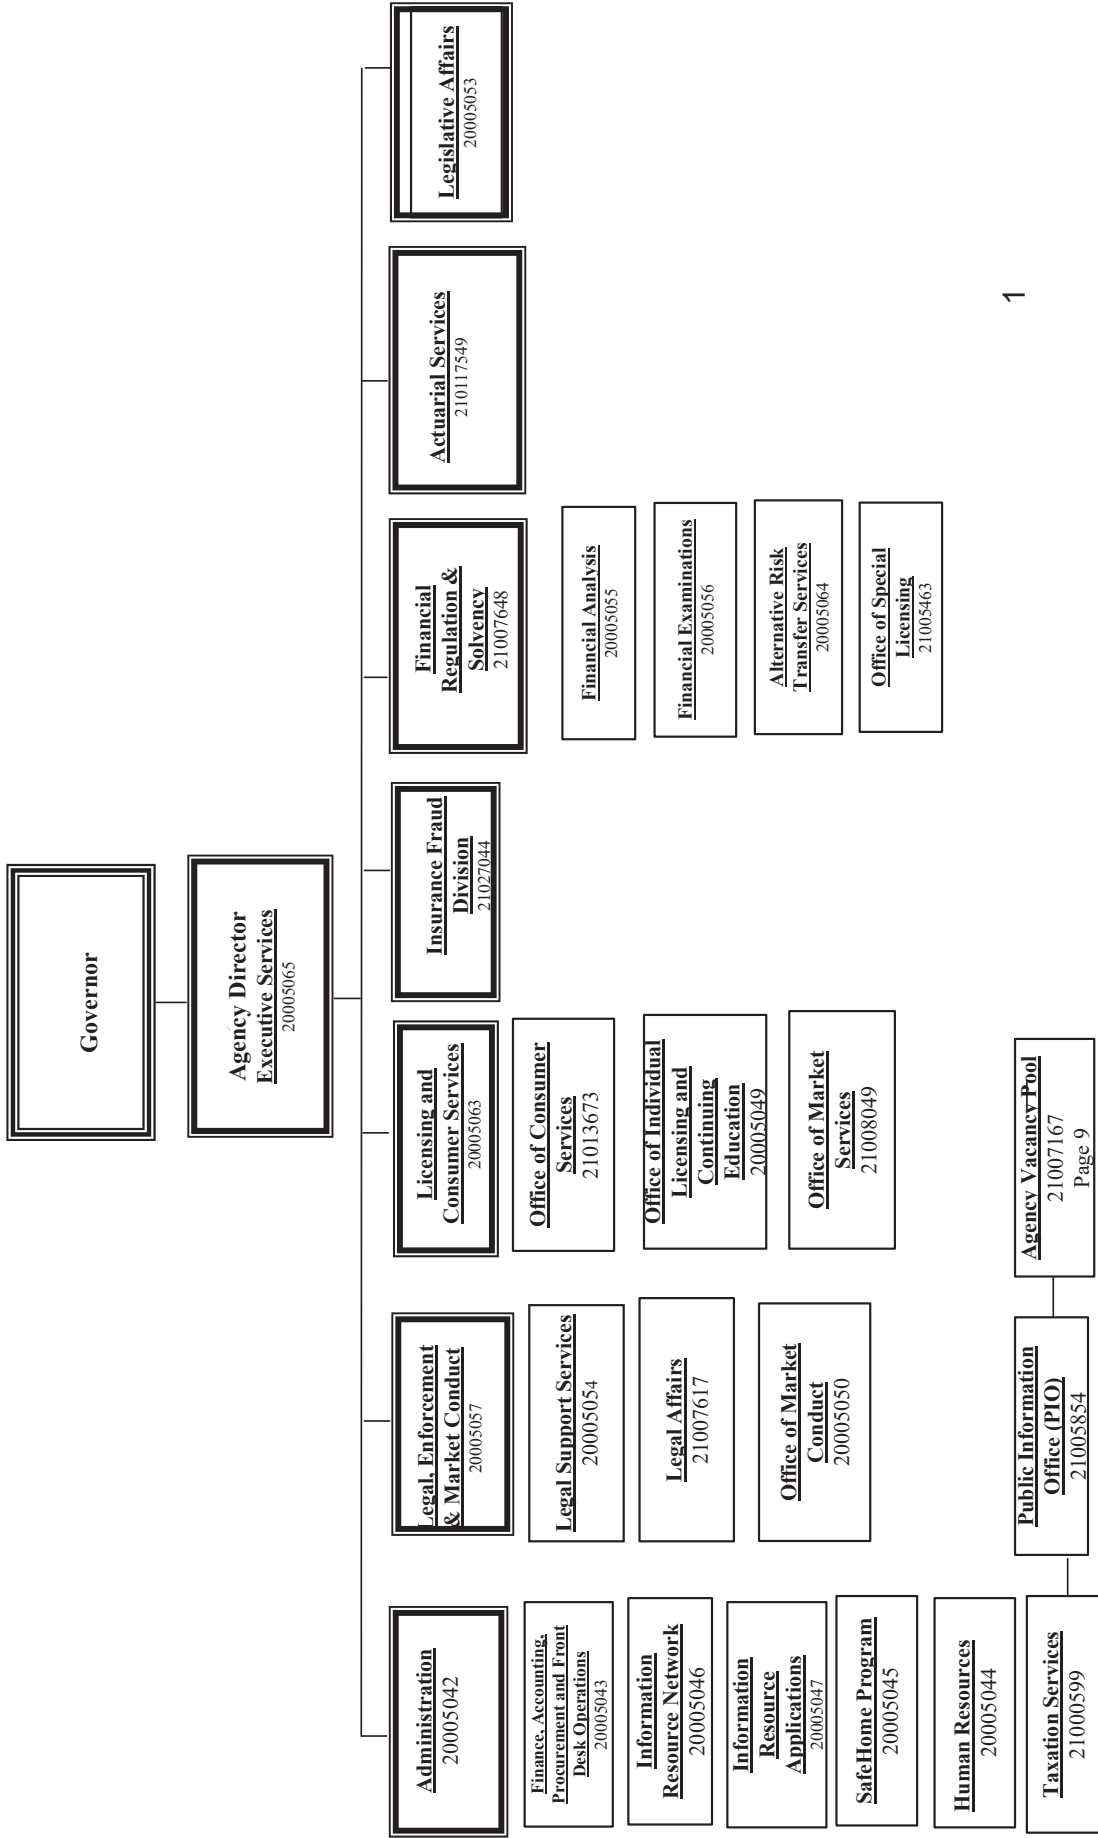 Governor
Agency Director
Executive Services
20005065
Administration
20005042
Finance, Accounting,
Procurement and Front
Desk Operations
20005043
Information
Resource Network
20005046
Information
Resource
Applications
20005047
SafeHome Program
20005045
Human Resources
20005044
Taxation Services
21000599
Public Information
Office (PIO)
21005854
Agency Vacancy Pool
21007167
Page 9
Legal, Enforcement
& Market Conduct
20005057
Legal Support Services
20005054
Legal Affairs
21007617
Office of Market
Conduct
20005050
Licensing and
Consumer Services
20005063
Office of Consumer
Services
21013673
Office of Individual
Licensing and
Continuing
Education
20005049
Office of Market
Services
21008049
Insurance Fraud
Division
21027044
Financial
Regulation &
Solvency
21007648
Financial Analysis
20005055
Financial Examinations
20005056
Alternative Risk
Transfer Services
20005064
Office of Special
Licensing
21005463
Actuarial Services
210117549
Legislative Affairs
20005053
1